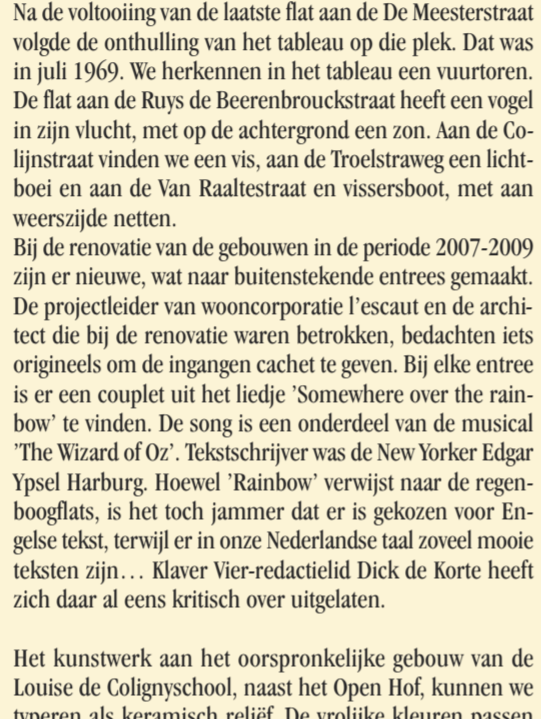 Na de voltooiing van de laatste flat aan de De Meesterstraat
volgde de onthulling van het tableau op die plek. Dat was
in juli 1969. We herkennen in het tableau een vuurtoren.
De flat aan de Ruys de Beerenbrouckstraat heeft een vogel
in zijn vlucht, met op de achtergrond een zon. Aan de Co-
lijnstraat vinden we een vis, aan de Troelstraweg een licht-
boei en aan de Van Raaltestraat en vissersboot, met aan
weerszijde netten.
Bij de renovatie van de gebouwen in de periode 2007-2009
zijn er nieuwe, wat naar buitenstekende entrees gemaakt.
De projectleider van wooncorporatie l'escaut en de archi-
tect die bij de renovatie waren betrokken, bedachten iets
origineels om de ingangen cachet te geven. Bij elke entree
is er een couplet uit het liedje 'Somewhere over the rain-
bow' te vinden. De song is een onderdeel van de musical
'The Wizard of Oz'. Tekstschrijver was de New Yorker Edgar
Ypsel Harburg. Hoewel 'Rainbow' verwijst naar de regen-
boogflats, is het toch jammer dat er is gekozen voor En-
gelse tekst, terwijl er in onze Nederlandse taal zoveel mooie
teksten zijn… Klaver Vier-redactielid Dick de Korte heeft
zich daar al eens kritisch over uitgelaten.
Het kunstwerk aan het oorspronkelijke gebouw van de
Louise de Colignyschool, naast het Open Hof, kunnen we
typeren als keramisch reliëf. De vrolijke kleuren passen